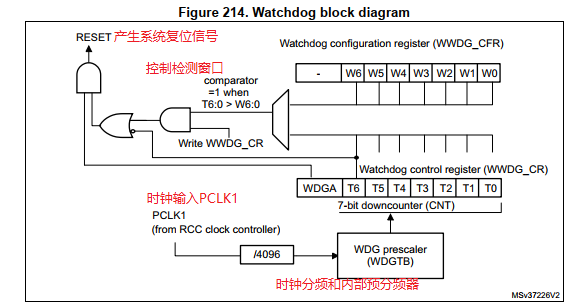 Figure 214. Watchdog block diagram
RESET 产生系统复位信号
Watchdog configuration register (WWDG_CFR)
控制检测窗口
- W6 W5 W4 W3 W2 W1 W0
comparator
=1 when
T6:0 > W6:0
Write WWDG_CR
Watchdog control register (WWDG_CR)
WDGA T6 T5 T4 T3 T2 T1 T0
时钟输入PCLK1
7-bit downcounter (CNT)
PCLK1
(from RCC clock controller)
/4096
WDG prescaler
(WDGTB)
时钟分频和内部预分频器
MSv37226V2